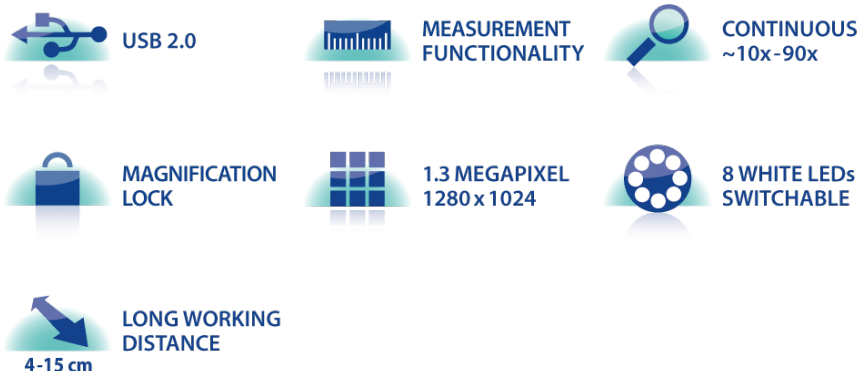 USB 2.0
MEASUREMENT
FUNCTIONALITY
CONTINUOUS
~10x-90x
MAGNIFICATION
LOCK
1.3 MEGAPIXEL
1280 x 1024
8 WHITE LEDs
SWITCHABLE
LONG WORKING
DISTANCE
4-15 cm